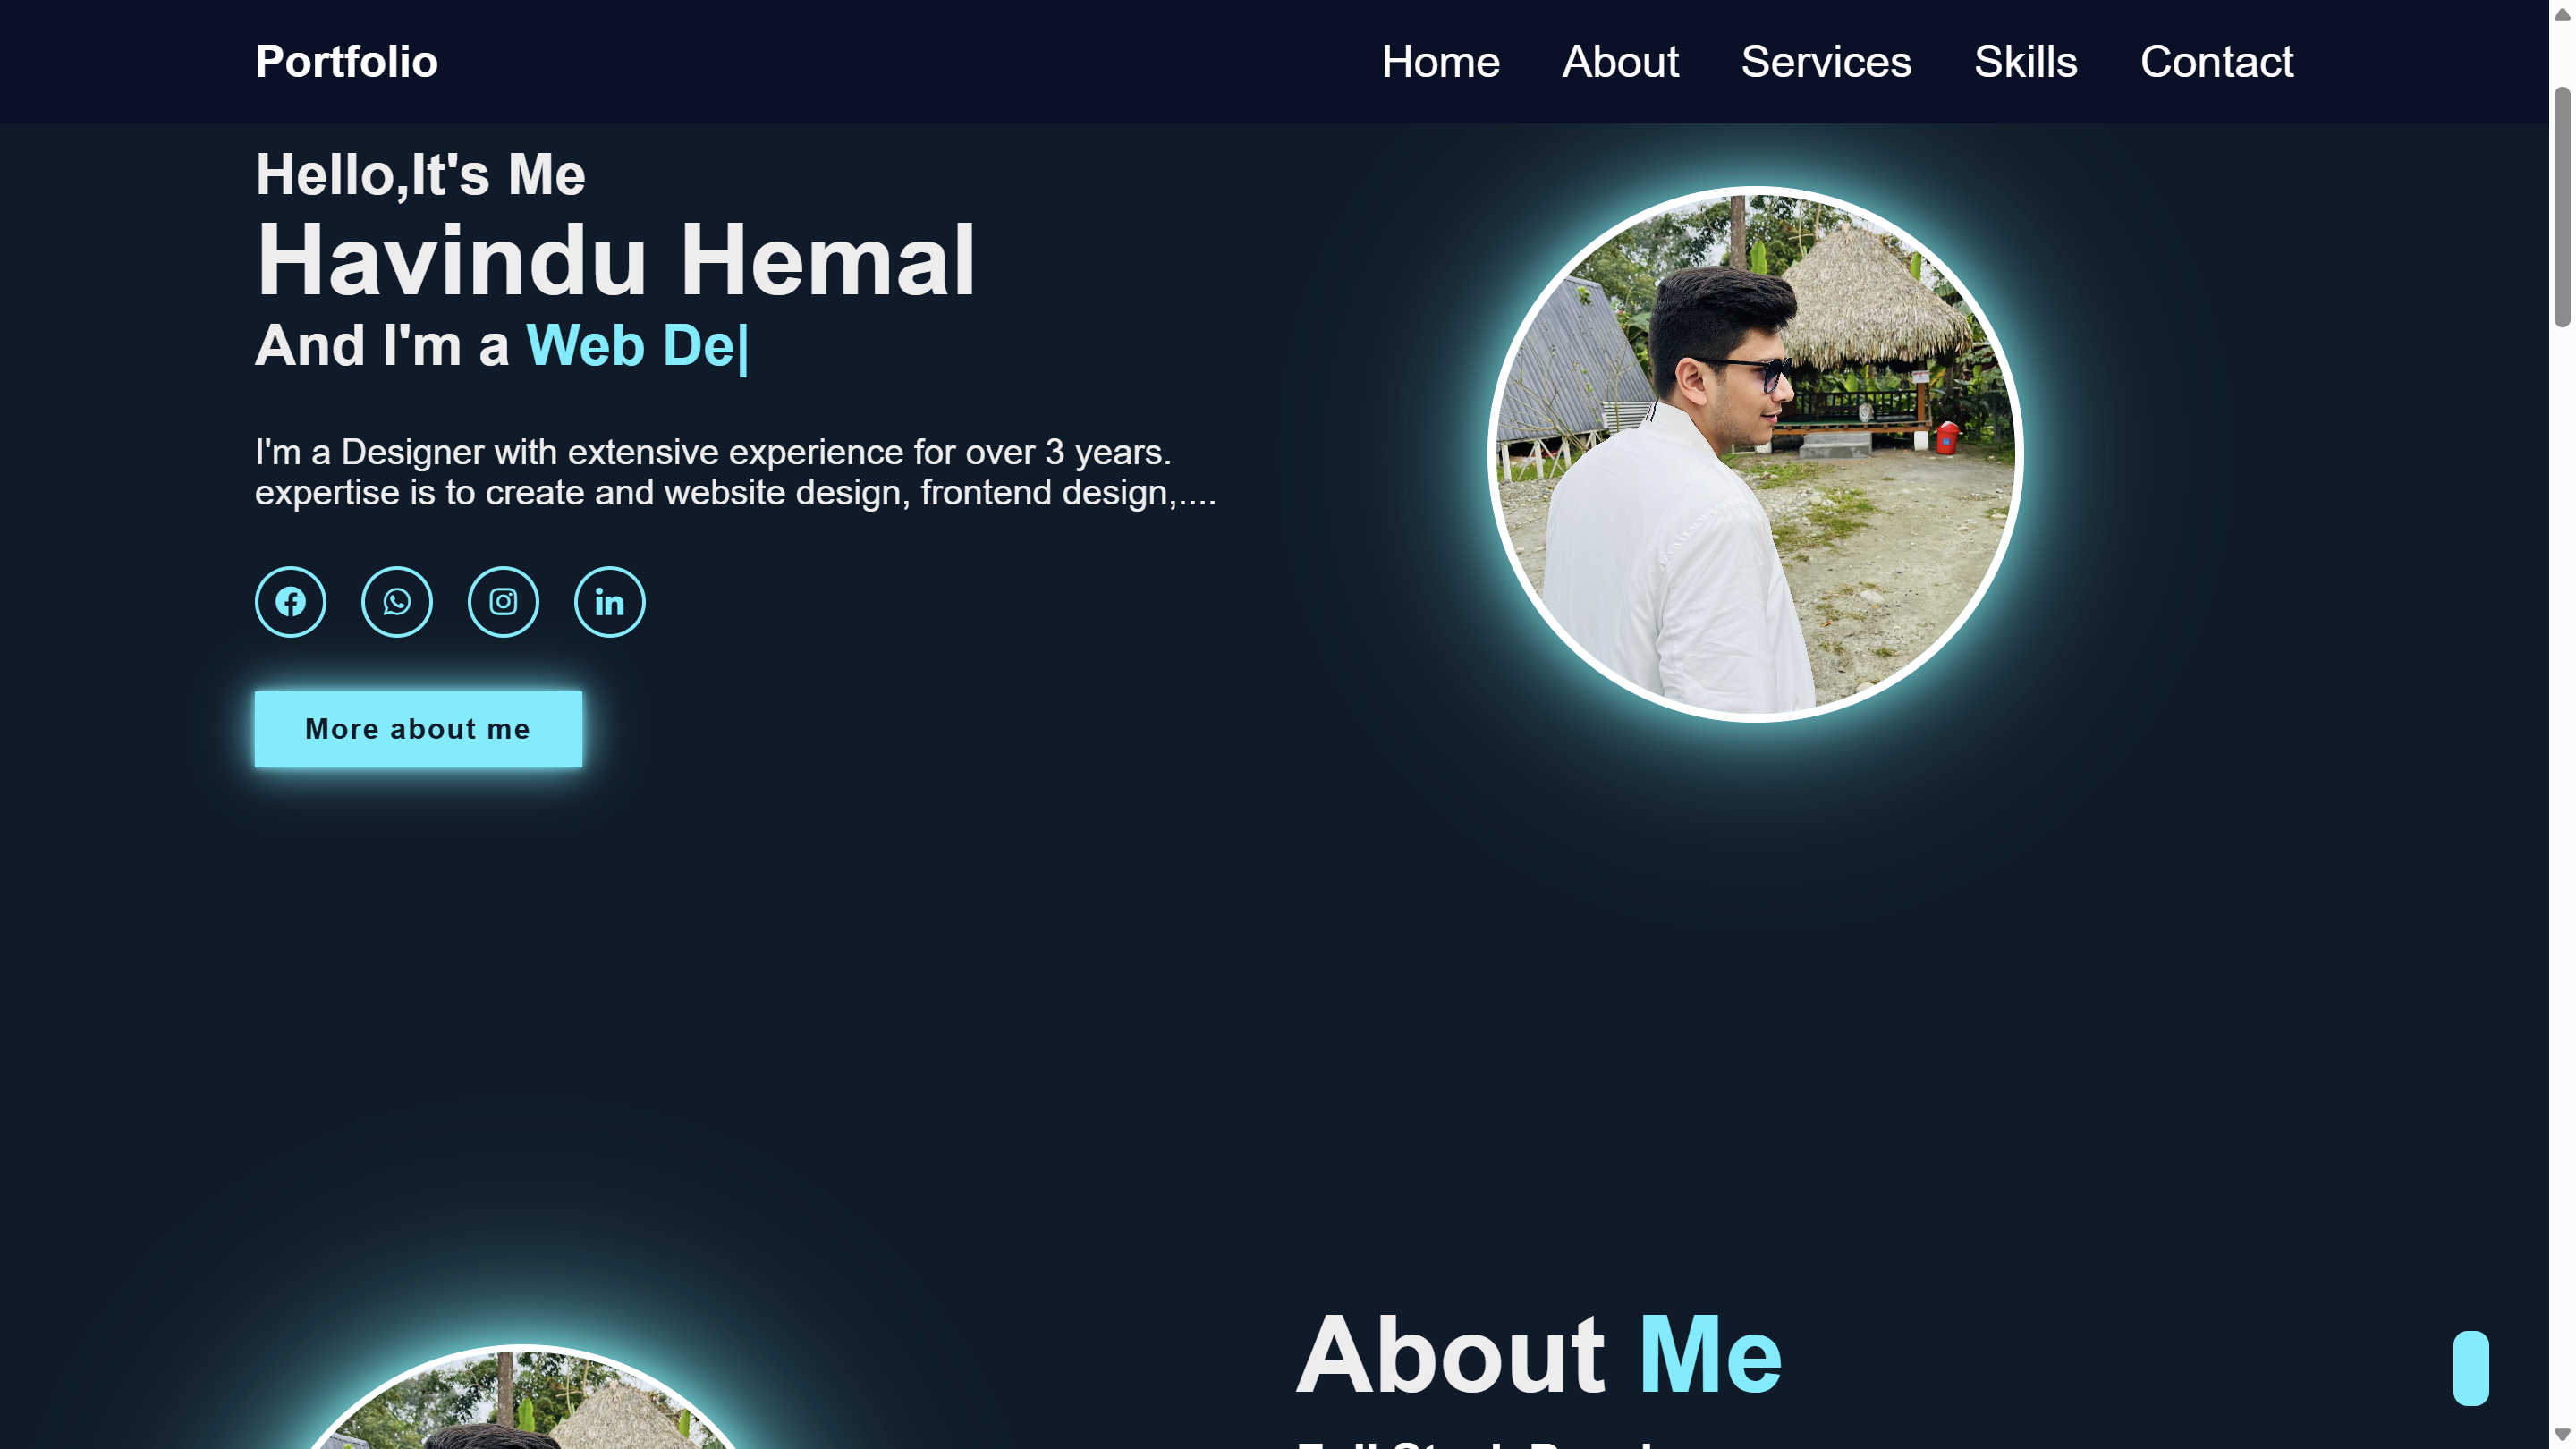 Portfolio
Home About Services Skills Contact
Hello,It's Me
Havindu Hemal
And I'm a Web De|
I'm a Designer with extensive experience for over 3 years.
expertise is to create and website design, frontend design,....
More about me
About Me